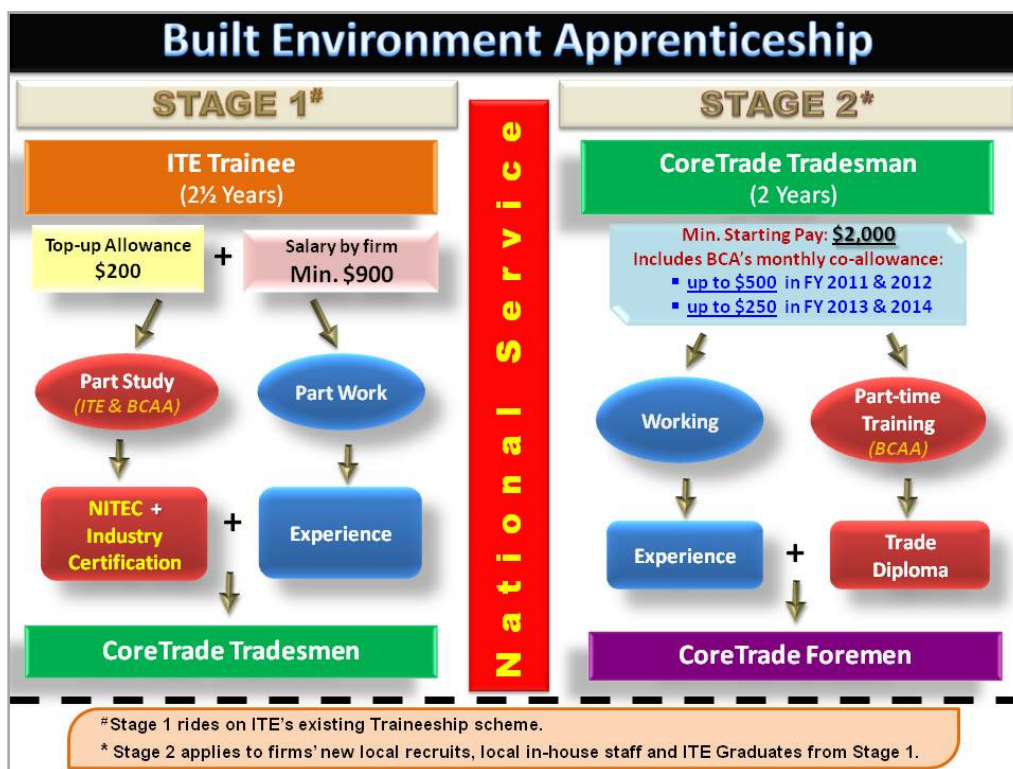 Built Environment Apprenticeship
STAGE 1#
ITE Trainee
(2½ Years)
Top-up Allowance
$200
+
Salary by firm
Min. $900
Part Study
(ITE & BCAA)
Part Work
NITEC +
Industry
Certification
+
Experience
CoreTrade Tradesmen
National Service
STAGE 2*
CoreTrade Tradesman
(2 Years)
Min. Starting Pay: $2,000
Includes BCA's monthly co-allowance:
▪ up to $500 in FY 2011 & 2012
▪ up to $250 in FY 2013 & 2014
Working
Part-time
Training
(BCAA)
Experience
+
Trade
Diploma
CoreTrade Foremen
#Stage 1 rides on ITE's existing Traineeship scheme.
* Stage 2 applies to firms' new local recruits, local in-house staff and ITE Graduates from Stage 1.